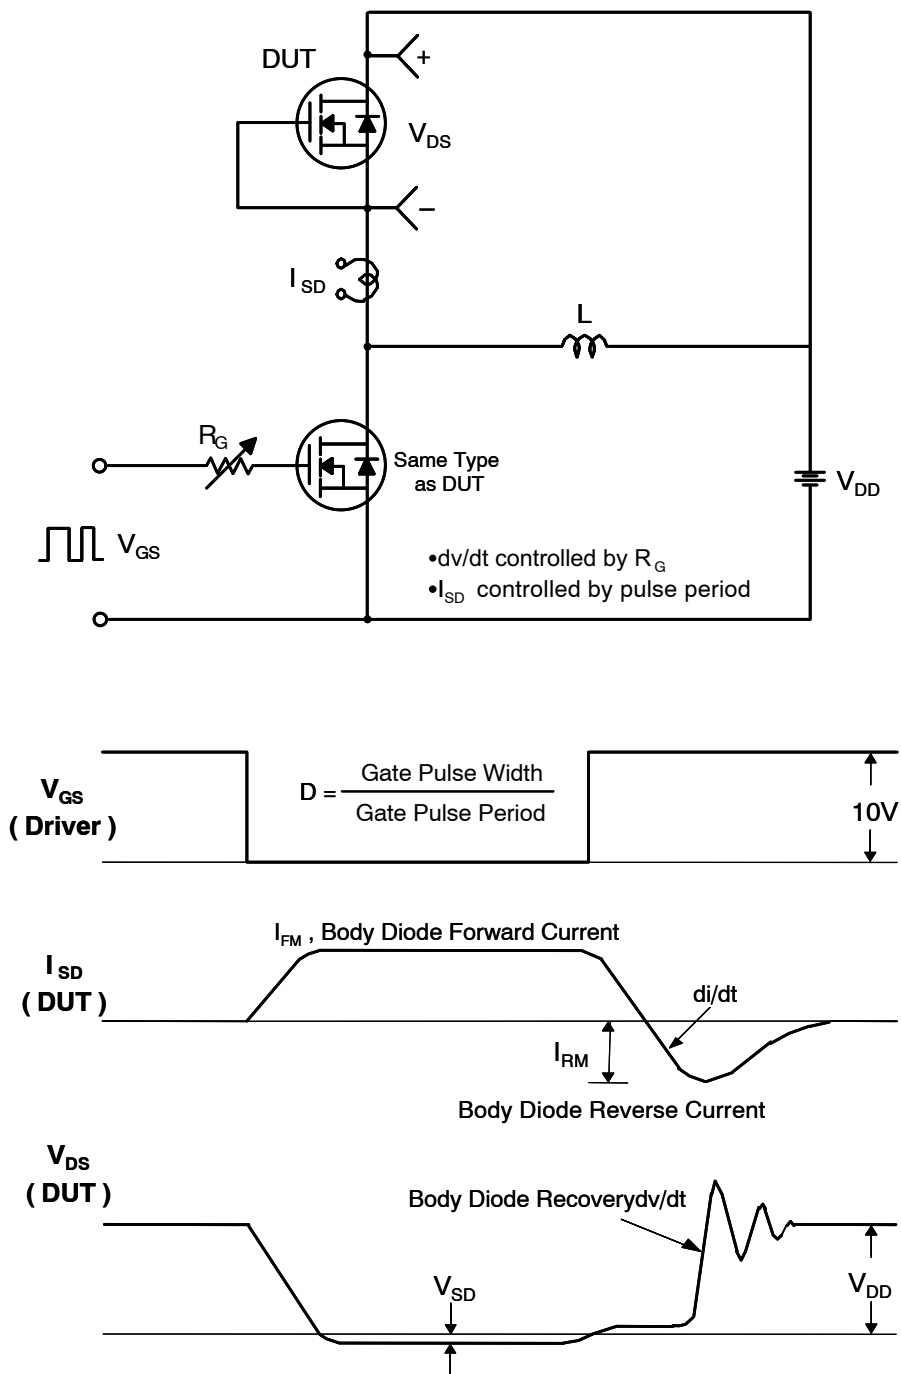 DUT
+
V_DS
−
I_SD
L
R_G
Same Type
as DUT
V_DD
V_GS
•dv/dt controlled by R_G
•I_SD controlled by pulse period
V_GS
( Driver )
D = Gate Pulse Width
Gate Pulse Period
10V
I_FM , Body Diode Forward Current
I_SD
( DUT )
di/dt
I_RM
Body Diode Reverse Current
V_DS
( DUT )
Body Diode Recoverydv/dt
V_SD
V_DD